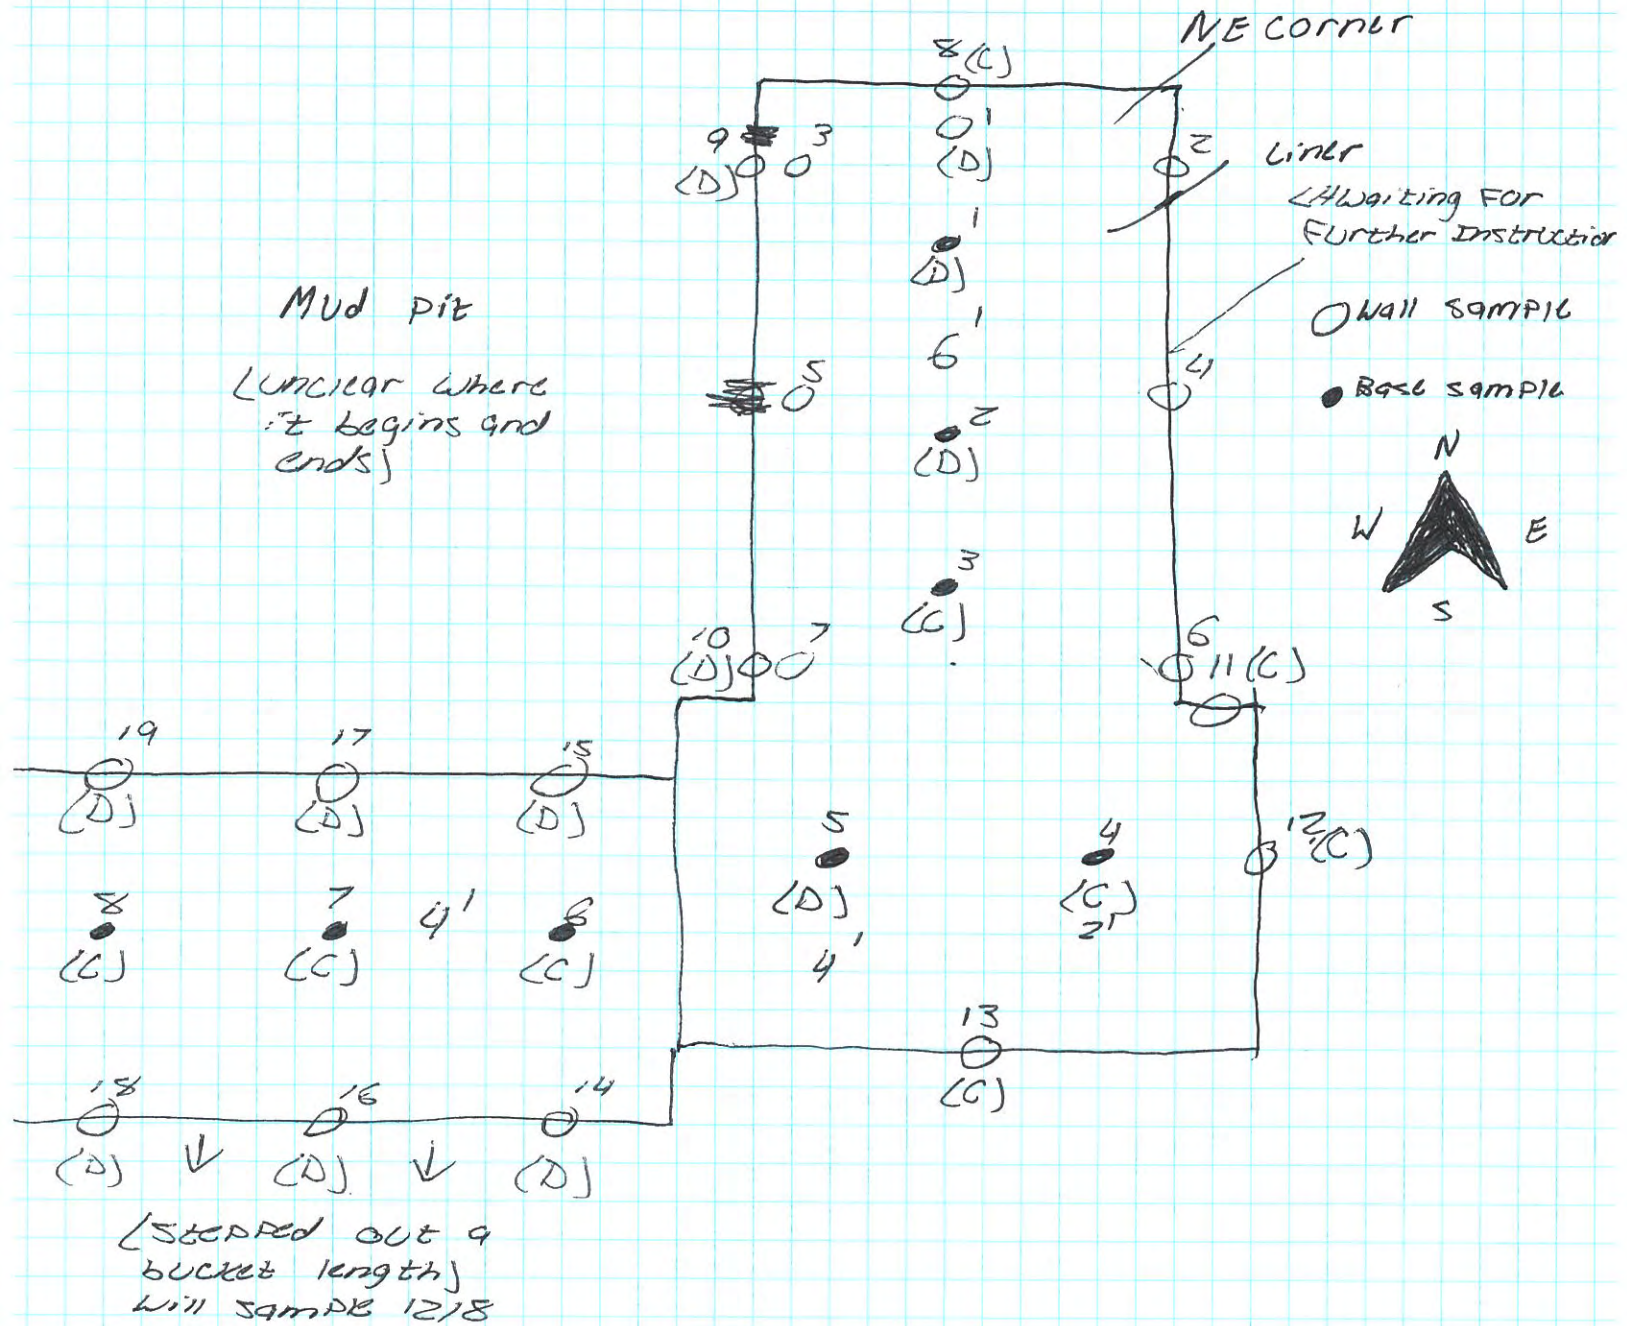 NE Corner
8 (C)
0'
(D)
9
3
(D)
2
Liner
(Awaiting For
Further Instruction
1
(D)
Mud pit
(Unclear where
it begins and
ends)
6'
O Wall sample
5
4
● Base sample
2
(D)
N
W
E
S
3
(C)
10
(D)
7
6
11 (C)
19
(D)
17
(D)
15
(D)
5
(D)
4'
4
(C)
2'
12 (C)
8
(C)
7
(C)
4'
6
(C)
13
(C)
18
(D)
16
(D)
14
(D)
(Stepped out a
bucket length)
will sample 12/8